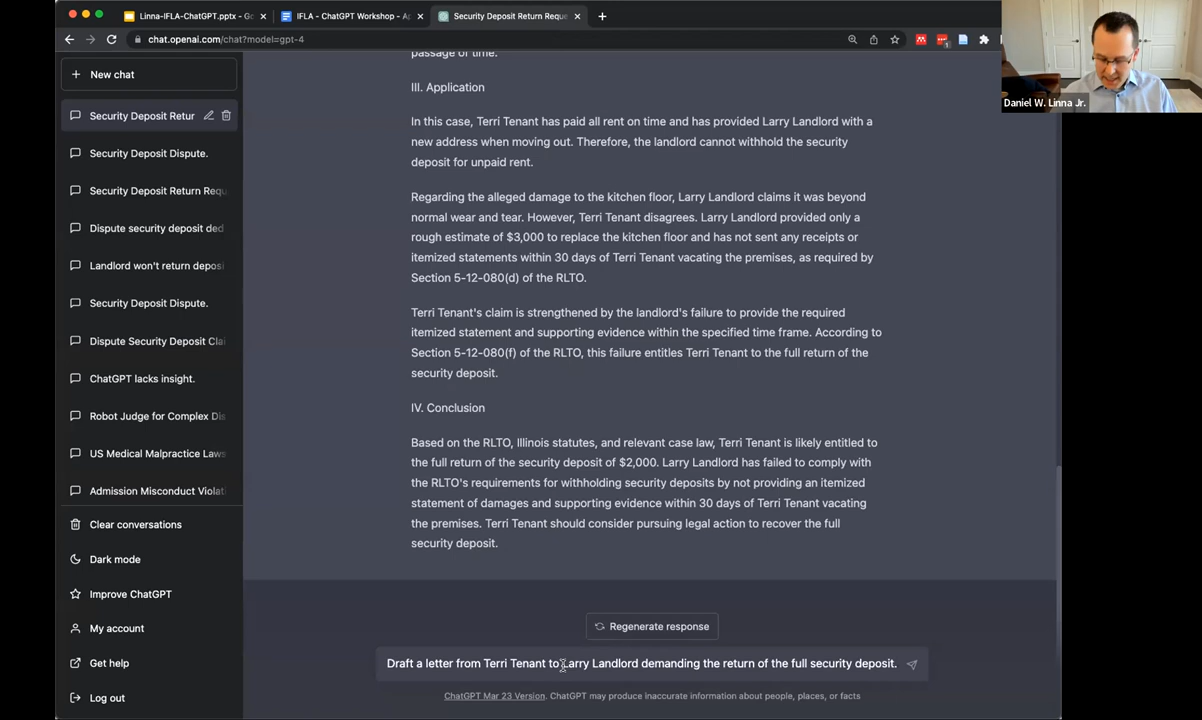 Linna-IFLA-ChatGPT.pptx - Go
IFLA - ChatGPT Workshop - Ap
Security Deposit Return Reque
chat.openai.com/chat?model=gpt-4
1
Daniel W. Linna Jr.
New chat
Security Deposit Retur
Security Deposit Dispute.
Security Deposit Return Requ
Dispute security deposit ded
Landlord won't return deposi
Security Deposit Dispute.
Dispute Security Deposit Clai
ChatGPT lacks insight.
Robot Judge for Complex Dis
US Medical Malpractice Laws
Admission Misconduct Violati
Clear conversations
Dark mode
Improve ChatGPT
My account
Get help
Log out
passage of time.
III. Application
In this case, Terri Tenant has paid all rent on time and has provided Larry Landlord with a
new address when moving out. Therefore, the landlord cannot withhold the security
deposit for unpaid rent.
Regarding the alleged damage to the kitchen floor, Larry Landlord claims it was beyond
normal wear and tear. However, Terri Tenant disagrees. Larry Landlord provided only a
rough estimate of $3,000 to replace the kitchen floor and has not sent any receipts or
itemized statements within 30 days of Terri Tenant vacating the premises, as required by
Section 5-12-080(d) of the RLTO.
Terri Tenant's claim is strengthened by the landlord's failure to provide the required
itemized statement and supporting evidence within the specified time frame. According to
Section 5-12-080(f) of the RLTO, this failure entitles Terri Tenant to the full return of the
security deposit.
IV. Conclusion
Based on the RLTO, Illinois statutes, and relevant case law, Terri Tenant is likely entitled to
the full return of the security deposit of $2,000. Larry Landlord has failed to comply with
the RLTO's requirements for withholding security deposits by not providing an itemized
statement of damages and supporting evidence within 30 days of Terri Tenant vacating
the premises. Terri Tenant should consider pursuing legal action to recover the full
security deposit.
Regenerate response
Draft a letter from Terri Tenant to Larry Landlord demanding the return of the full security deposit.
ChatGPT Mar 23 Version. ChatGPT may produce inaccurate information about people, places, or facts